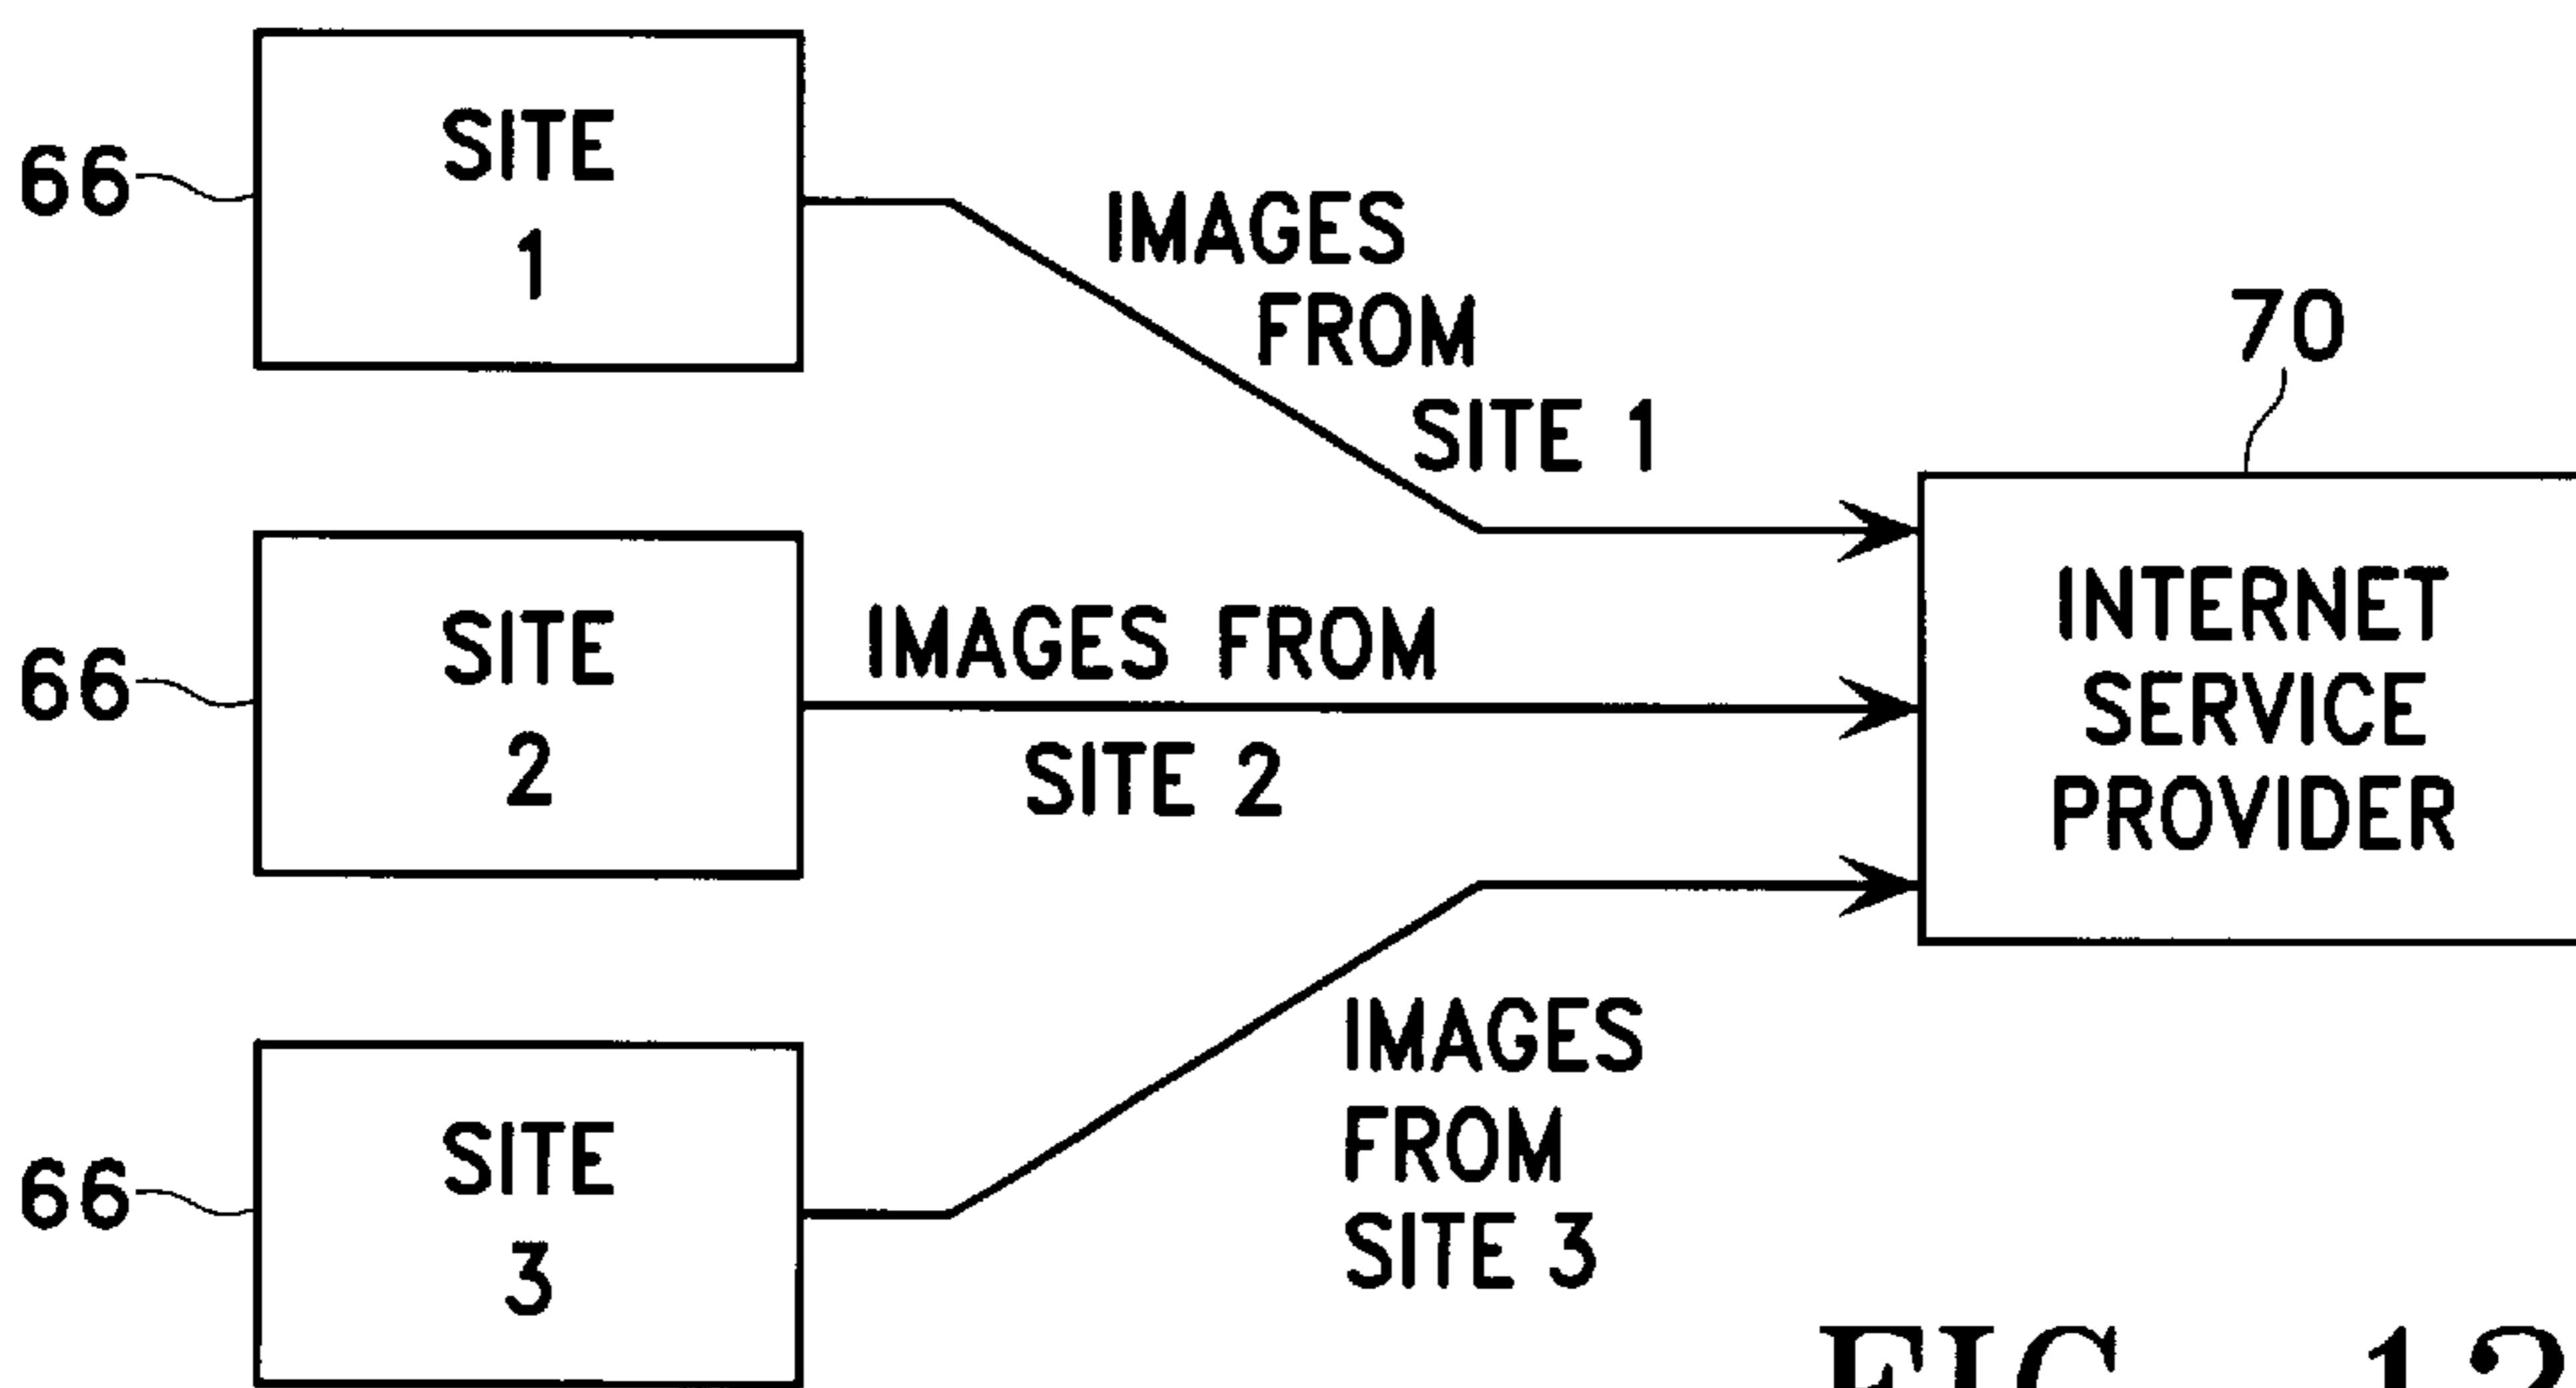 66
SITE
1
IMAGES
FROM
SITE 1
70
66
SITE
2
IMAGES FROM
SITE 2
INTERNET
SERVICE
PROVIDER
66
SITE
3
IMAGES
FROM
SITE 3
FIG.